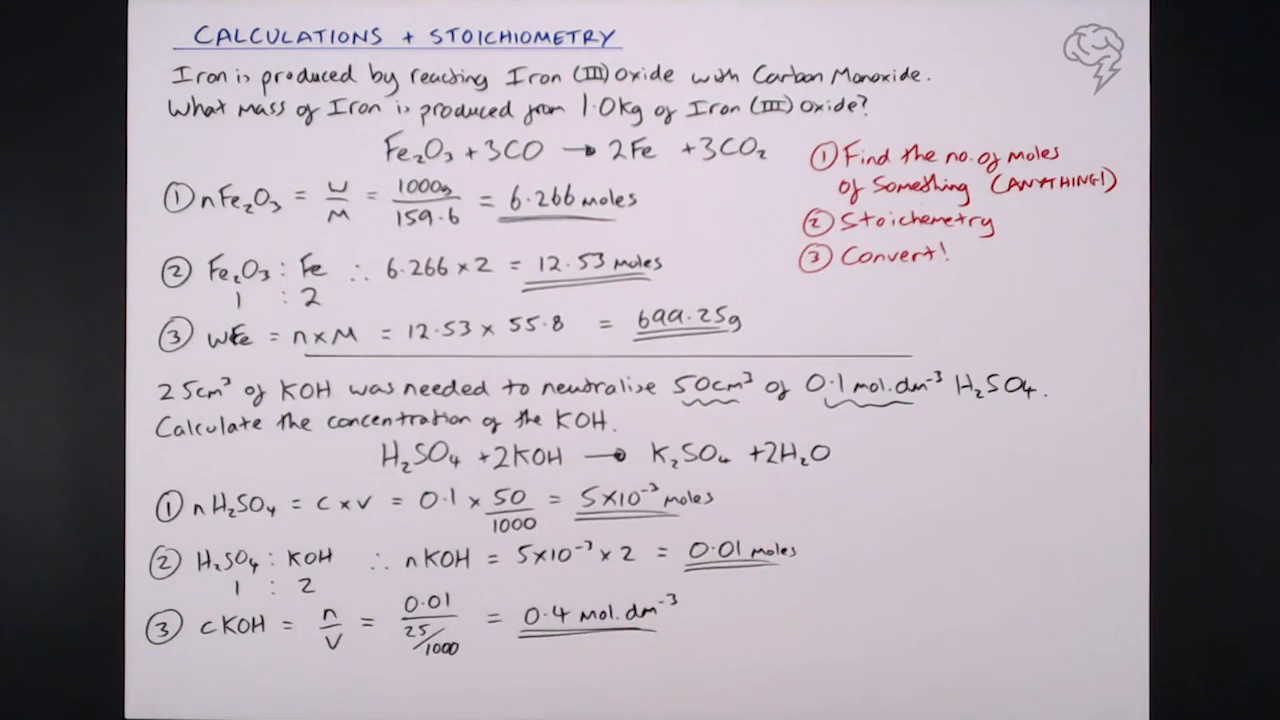 CALCULATIONS + STOICHIOMETRY
Iron is produced by reacting Iron (III) Oxide with Carbon Monoxide.
What mass of Iron is produced from 1.0kg of Iron (III) Oxide?
Fe₂O₃ + 3CO → 2Fe + 3CO₂
① Find the no. of moles
of Something (ANYTHING!)
② Stoichemetry
③ Convert!
① nFe₂O₃ = w/M = 1000g/159.6 = 6.266 moles
② Fe₂O₃ : Fe ∴ 6.266 × 2 = 12.53 moles
1 : 2
③ wFe = n×M = 12.53 × 55.8 = 699.25g
25cm³ of KOH was needed to neutralise 50cm³ of 0.1 mol.dm⁻³ H₂SO₄.
Calculate the concentration of the KOH.
H₂SO₄ + 2KOH → K₂SO₄ + 2H₂O
① nH₂SO₄ = c×v = 0.1 × 50/1000 = 5×10⁻³ moles
② H₂SO₄ : KOH ∴ nKOH = 5×10⁻³ × 2 = 0.01 moles
1 : 2
③ cKOH = n/v = 0.01/(25/1000) = 0.4 mol.dm⁻³